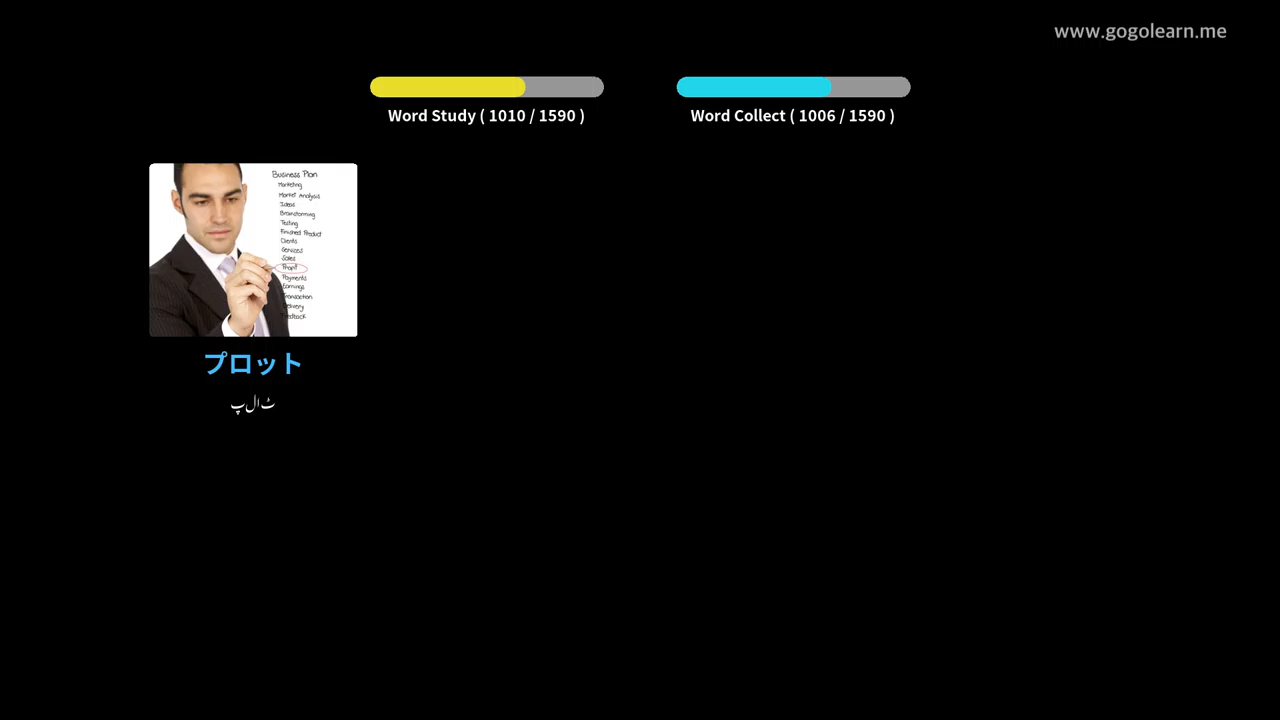 www.gogolearn.me
Word Study ( 1010 / 1590 )
Word Collect ( 1006 / 1590 )
Business Plan
Marketing
Market Analysis
Ideas
Brainstorming
Testing
Finished Product
Clients
Services
Sales
Profit
Payments
Earnings
Transaction
Delivery
Feedback
プロット
ٹالپ